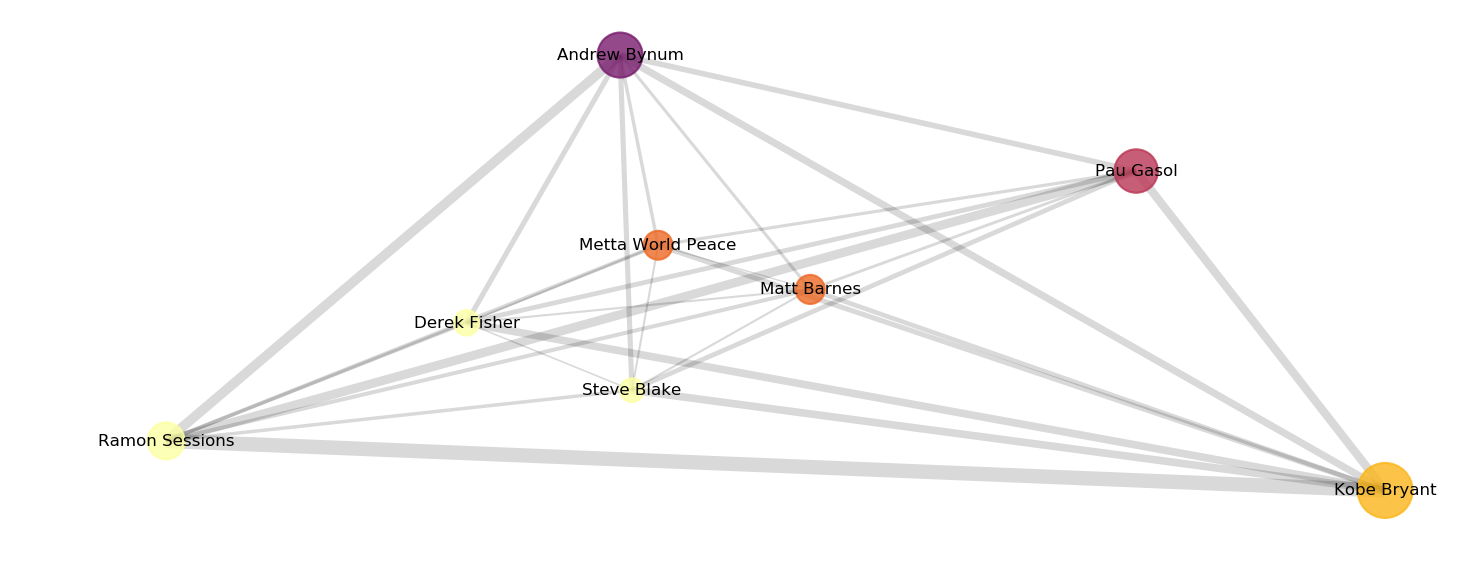 Andrew Bynum
Pau Gasol
Metta World Peace
Matt Barnes
Derek Fisher
Steve Blake
Ramon Sessions
Kobe Bryant